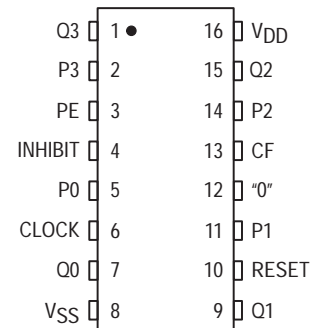 Q3 1 16 VDD
P3 2 15 Q2
PE 3 14 P2
INHIBIT 4 13 CF
P0 5 12 “0”
CLOCK 6 11 P1
Q0 7 10 RESET
VSS 8 9 Q1